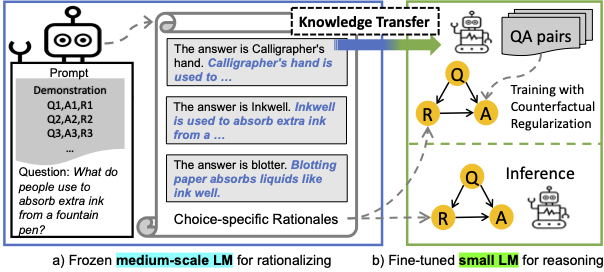 Knowledge Transfer
Prompt
Demonstration
Q1,A1,R1
Q2,A2,R2
Q3,A3,R3
...
Question: What do
people use to
absorb extra ink
from a fountain
pen?
The answer is Calligrapher's
hand. Calligrapher's hand is
used to ...
The answer is Inkwell. Inkwell
is used to absorb extra ink
from a ...
The answer is blotter. Blotting
paper absorbs liquids like
ink well.
Choice-specific Rationales
QA pairs
Q
R
A
Training with
Counterfactual
Regularization
Inference
Q
R
A
a) Frozen medium-scale LM for rationalizing
b) Fine-tuned small LM for reasoning